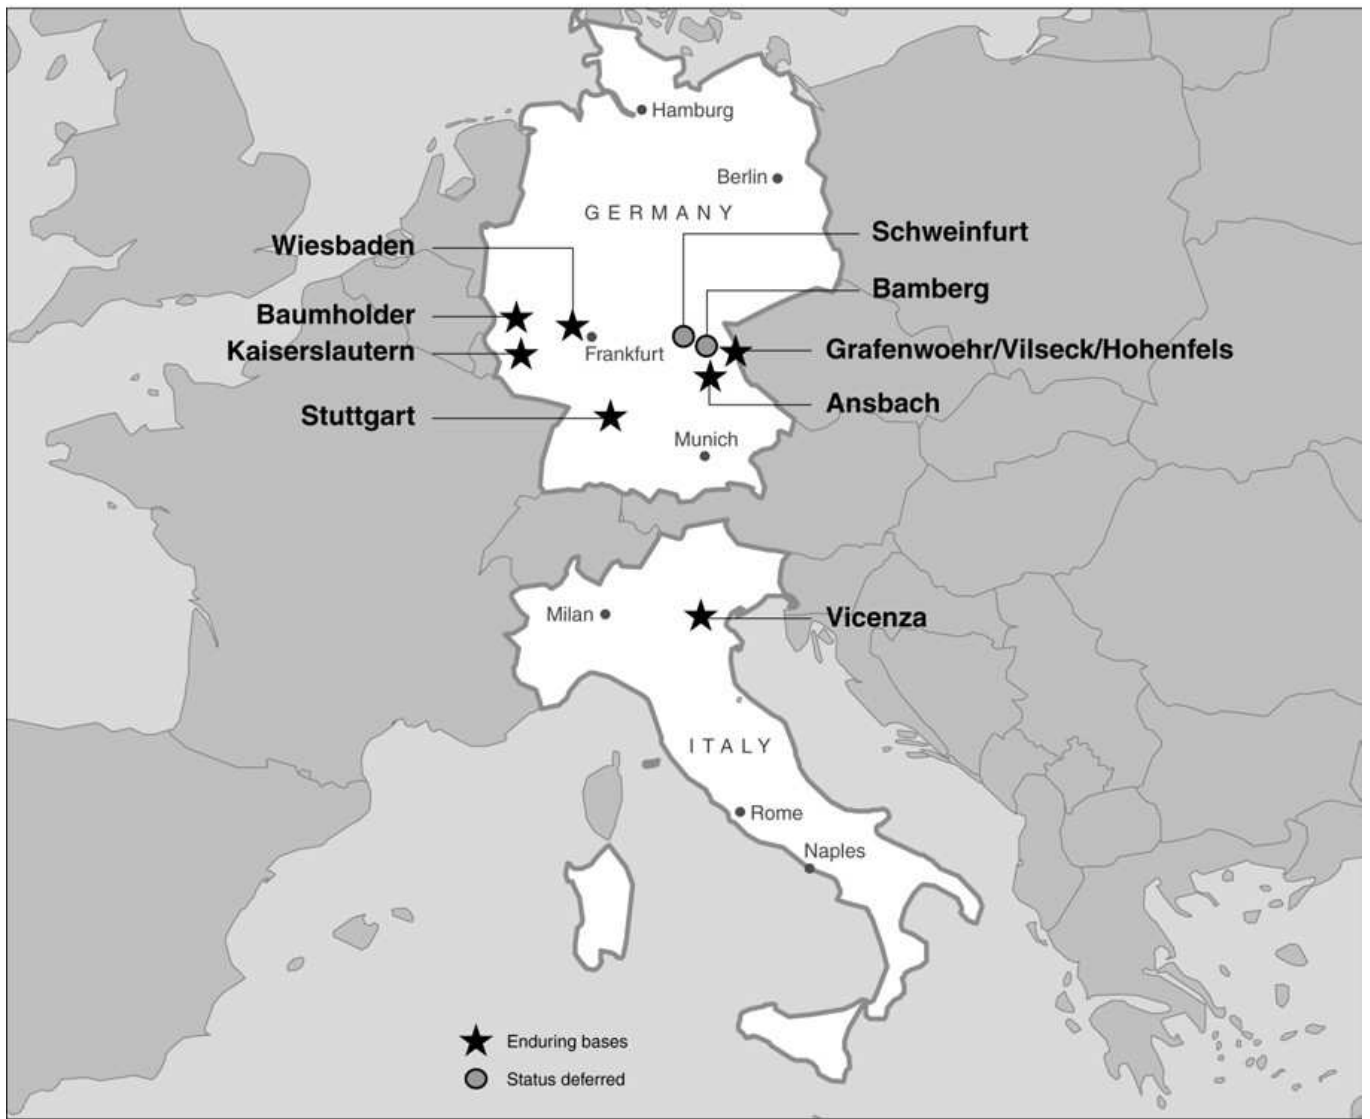 Hamburg
Berlin
GERMANY
Schweinfurt
Wiesbaden
Bamberg
Baumholder
Kaiserslautern
Frankfurt
Grafenwoehr/Vilseck/Hohenfels
Ansbach
Stuttgart
Munich
Milan
Vicenza
ITALY
Rome
Naples
Enduring bases
Status deferred